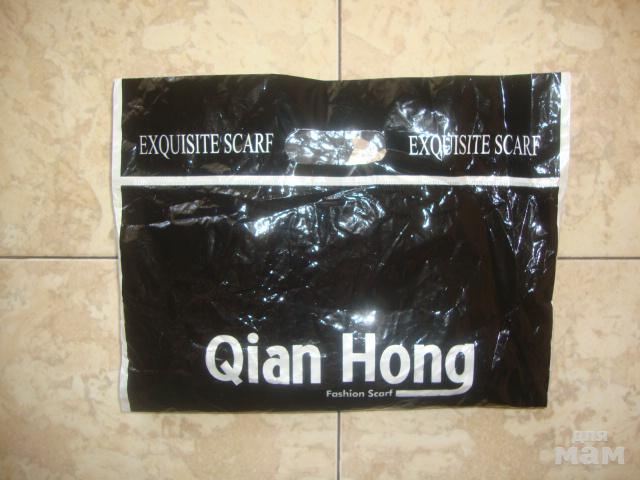 EXQUISITE SCARF EXQUISITE SCARF
Qian Hong
Fashion Scarf
для
мам